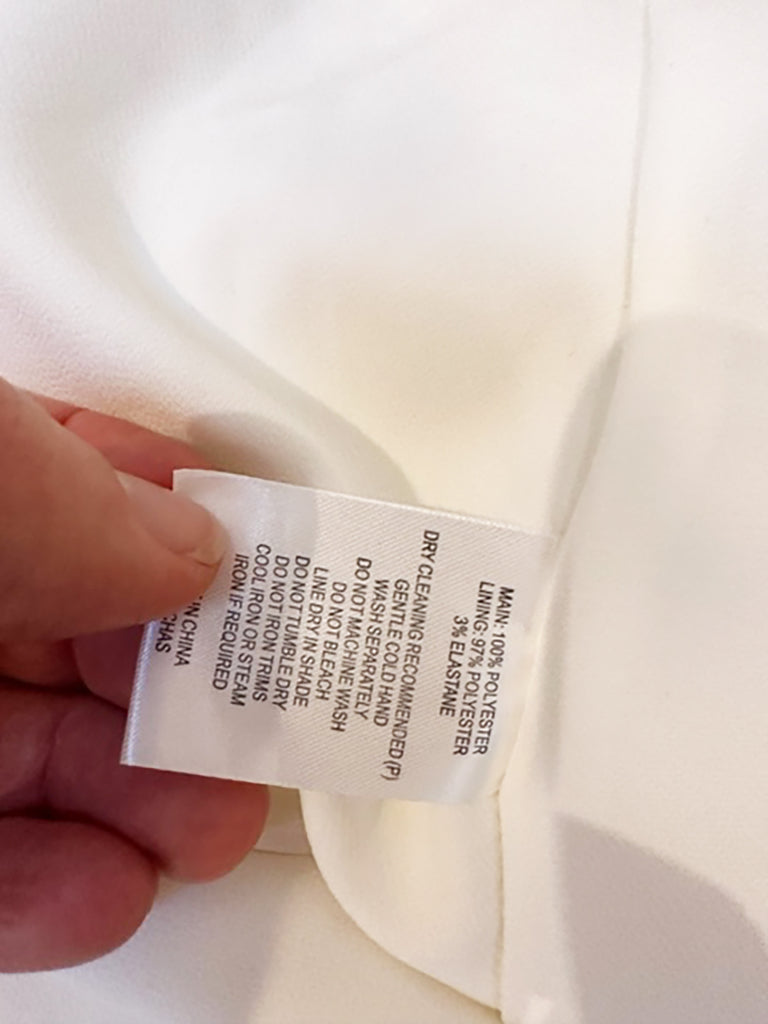 MAIN: 100% POLYESTER
LINING: 97% POLYESTER
3% ELASTANE
DRY CLEANING RECOMMENDED (P)
GENTLE COLD HAND
WASH SEPARATELY
DO NOT MACHINE WASH
DO NOT BLEACH
LINE DRY IN SHADE
DO NOT TUMBLE DRY
DO NOT IRON TRIMS
COOL IRON OR STEAM
IRON IF REQUIRED
IN CHINA